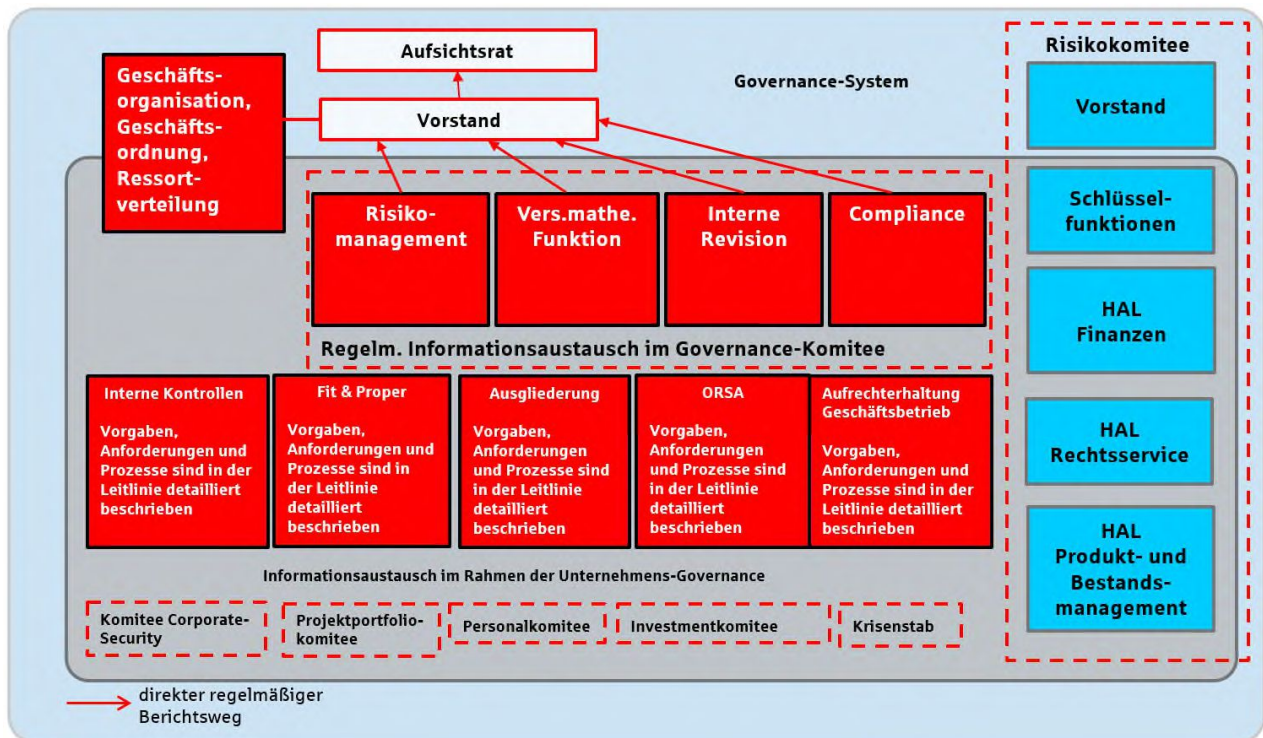 Aufsichtsrat
Governance-System
Risikokomitee
Geschäfts-
organisation,
Geschäfts-
ordnung,
Ressort-
verteilung
Vorstand
Vorstand
Risiko-
management
Vers.mathe.
Funktion
Interne
Revision
Compliance
Schlüssel-
funktionen
HAL
Finanzen
Regelm. Informationsaustausch im Governance-Komitee
Interne Kontrollen
Vorgaben,
Anforderungen und
Prozesse sind in der
Leitlinie detailliert
beschrieben
Fit & Proper
Vorgaben,
Anforderungen und
Prozesse sind in
der Leitlinie
detailliert
beschrieben
Ausgliederung
Vorgaben,
Anforderungen
und Prozesse sind
in der Leitlinie
detailliert
beschrieben
ORSA
Vorgaben,
Anforderungen
und Prozesse sind
in der Leitlinie
detailliert
beschrieben
Aufrechterhaltung
Geschäftsbetrieb
Vorgaben,
Anforderungen und
Prozesse sind in der
Leitlinie detailliert
beschrieben
HAL
Rechtsservice
HAL
Produkt- und
Bestands-
management
Informationsaustausch im Rahmen der Unternehmens-Governance
Komitee Corporate-
Security
Projektportfolio-
komitee
Personalkomitee
Investmentkomitee
Krisenstab
direkter regelmäßiger
Berichtsweg